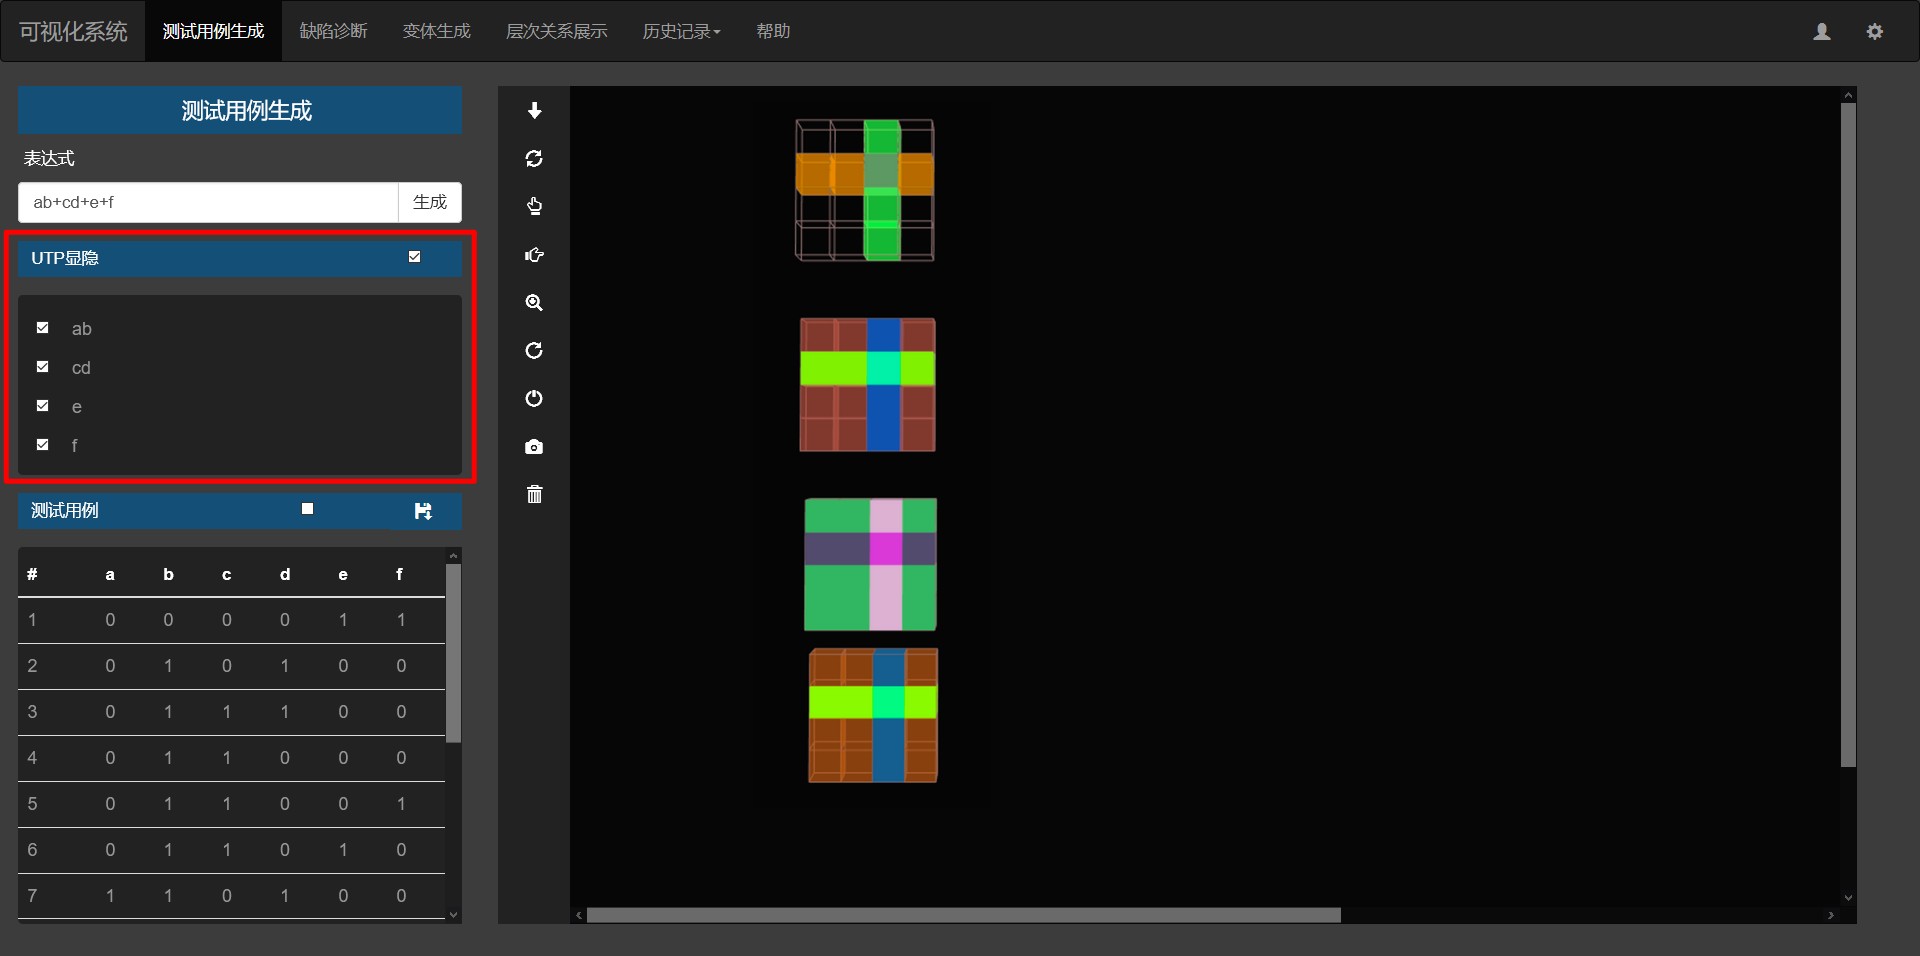 可视化系统 测试用例生成 缺陷诊断 变体生成 层次关系展示 历史记录 帮助
测试用例生成
表达式
ab+cd+e+f 生成
UTP显隐
ab
cd
e
f
测试用例
# a b c d e f
1 0 0 0 0 1 1
2 0 1 0 1 0 0
3 0 1 1 1 0 0
4 0 1 1 0 0 0
5 0 1 1 0 0 1
6 0 1 1 0 1 0
7 1 1 0 1 0 0